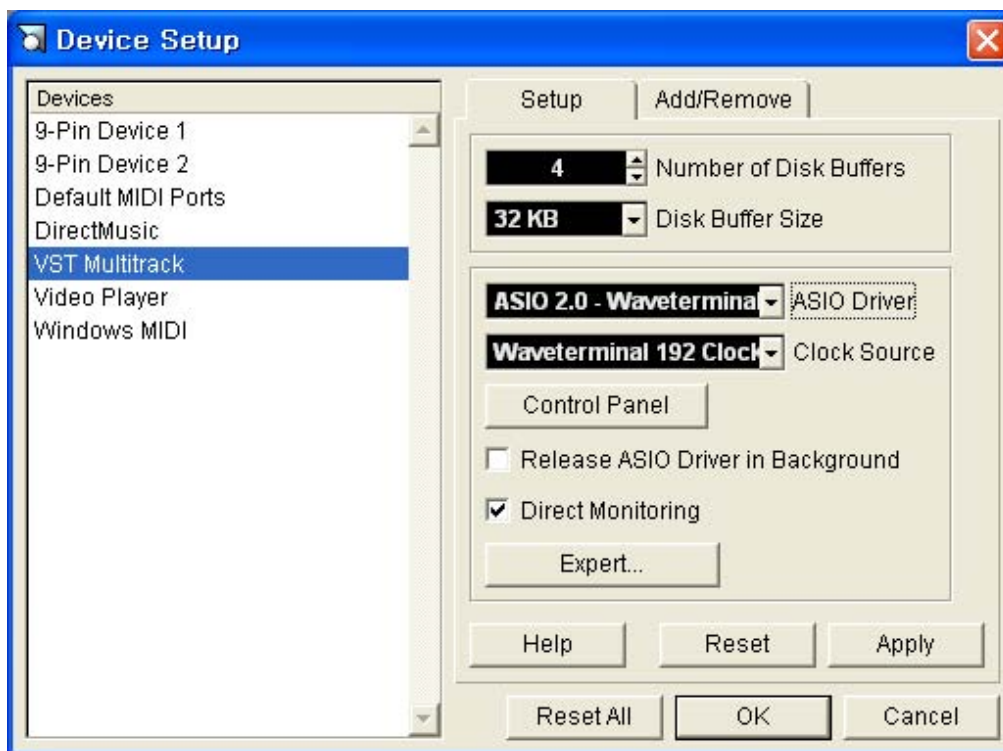 Device Setup
Devices
9-Pin Device 1
9-Pin Device 2
Default MIDI Ports
DirectMusic
VST Multitrack
Video Player
Windows MIDI
Setup
Add/Remove
4 Number of Disk Buffers
32 KB Disk Buffer Size
ASIO 2.0 - Waveterminal ASIO Driver
Waveterminal 192 Clock Clock Source
Control Panel
Release ASIO Driver in Background
Direct Monitoring
Expert...
Help Reset Apply
Reset All OK Cancel